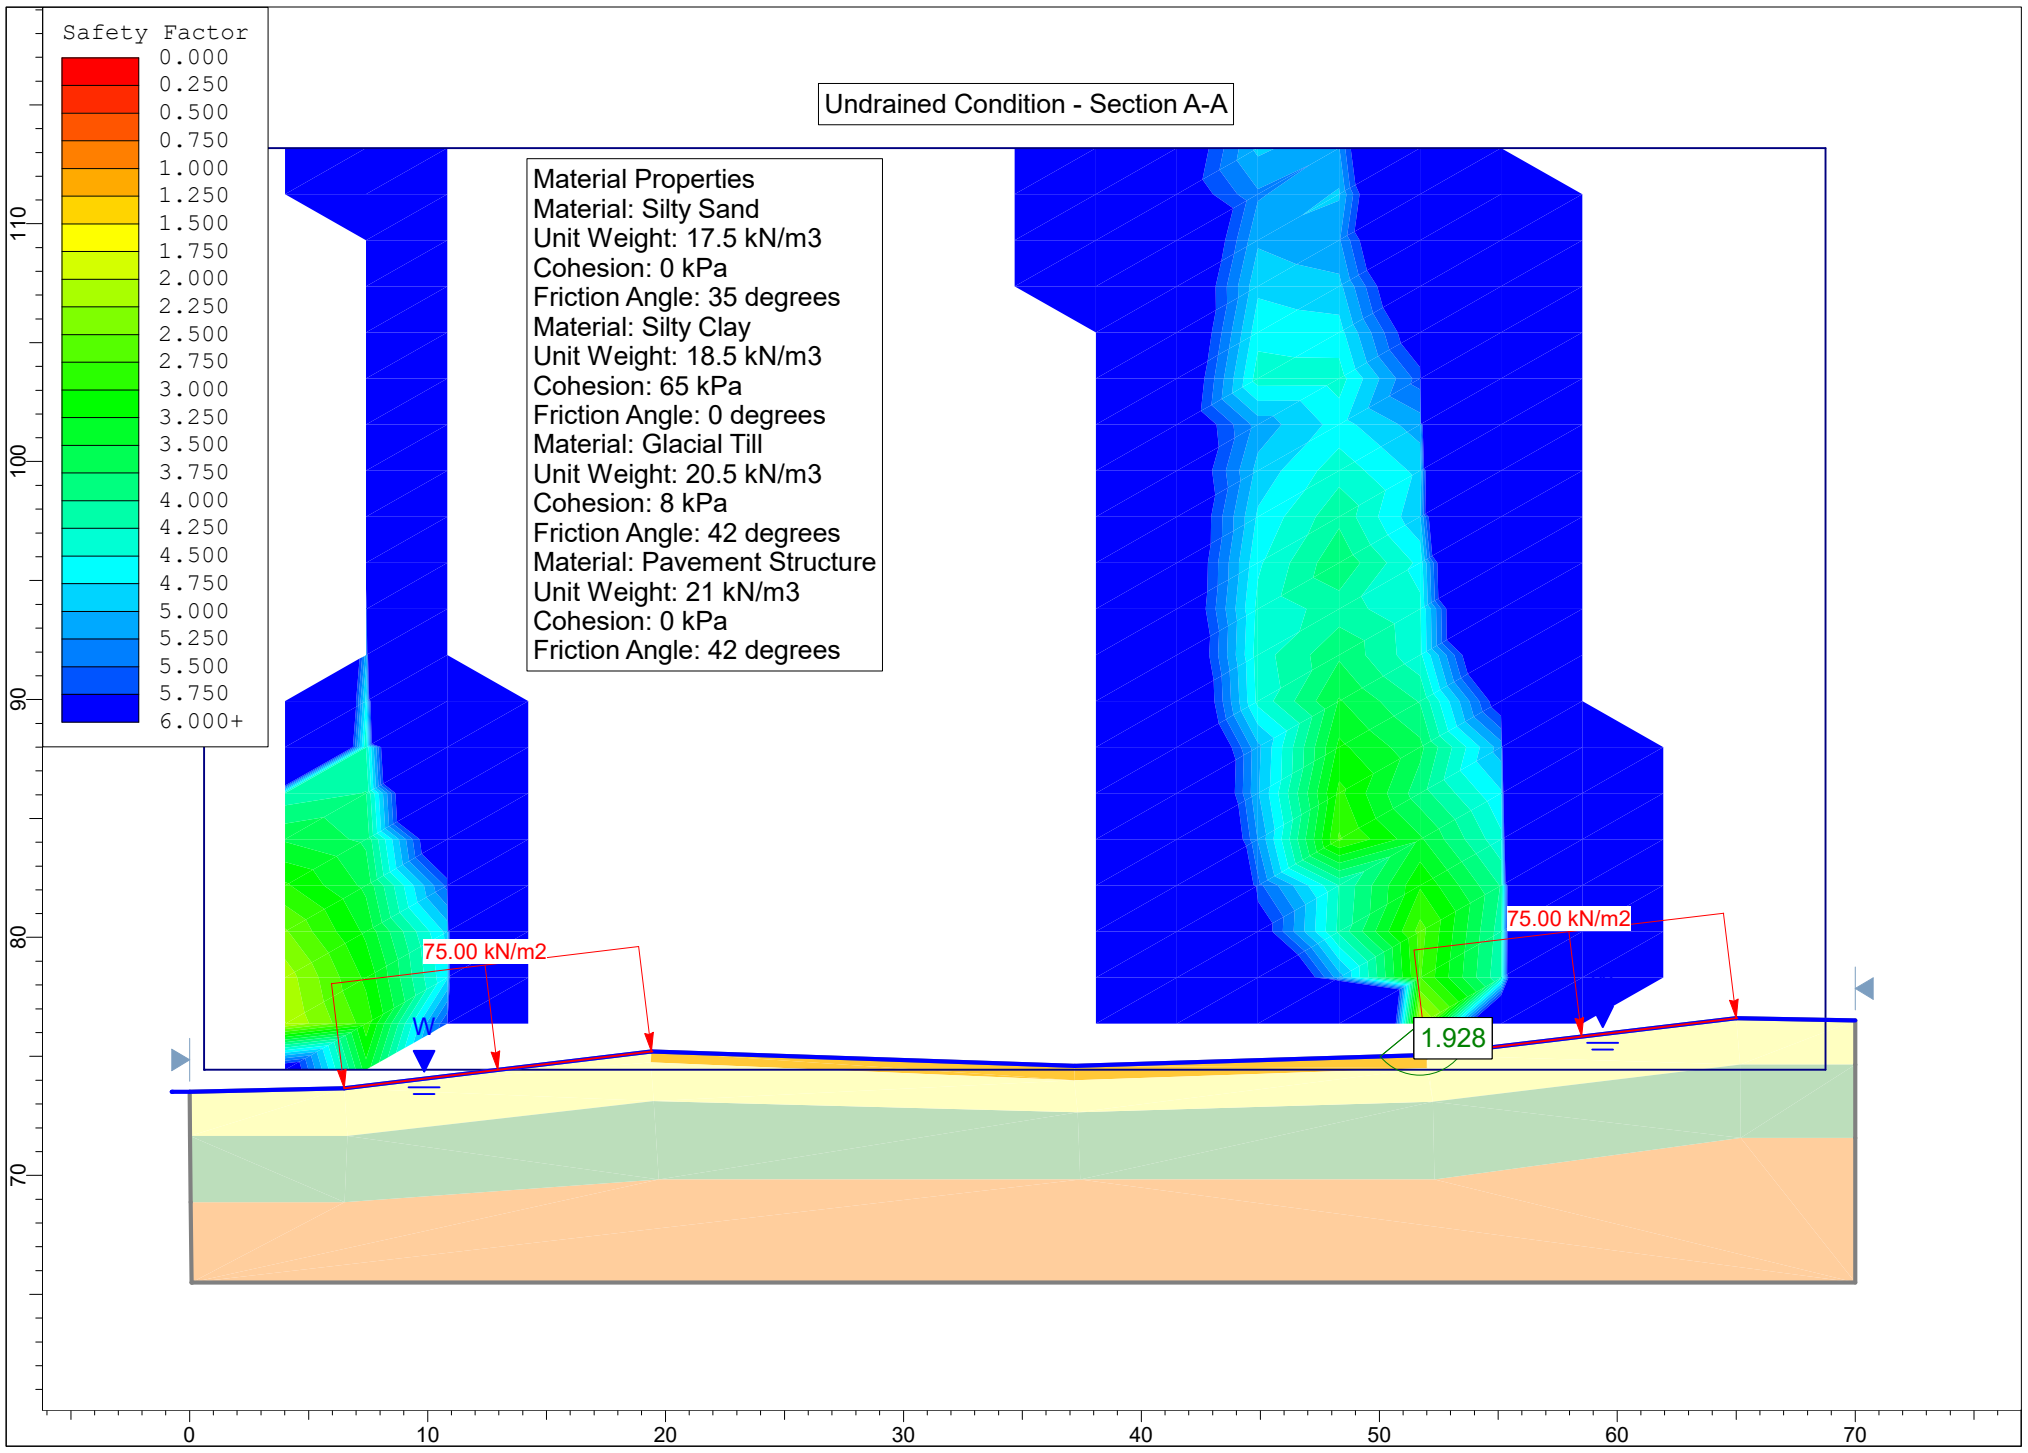 Safety Factor
0.000
0.250
0.500
0.750
1.000
1.250
1.500
1.750
2.000
2.250
2.500
2.750
3.000
3.250
3.500
3.750
4.000
4.250
4.500
4.750
5.000
5.250
5.500
5.750
6.000+
Undrained Condition - Section A-A
Material Properties
Material: Silty Sand
Unit Weight: 17.5 kN/m3
Cohesion: 0 kPa
Friction Angle: 35 degrees
Material: Silty Clay
Unit Weight: 18.5 kN/m3
Cohesion: 65 kPa
Friction Angle: 0 degrees
Material: Glacial Till
Unit Weight: 20.5 kN/m3
Cohesion: 8 kPa
Friction Angle: 42 degrees
Material: Pavement Structure
Unit Weight: 21 kN/m3
Cohesion: 0 kPa
Friction Angle: 42 degrees
110
100
90
80
70
75.00 kN/m2
75.00 kN/m2
W
1.928
0
10
20
30
40
50
60
70